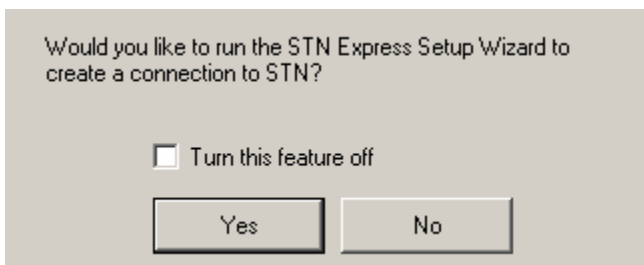 Would you like to run the STN Express Setup Wizard to
create a connection to STN?
Turn this feature off
Yes
No